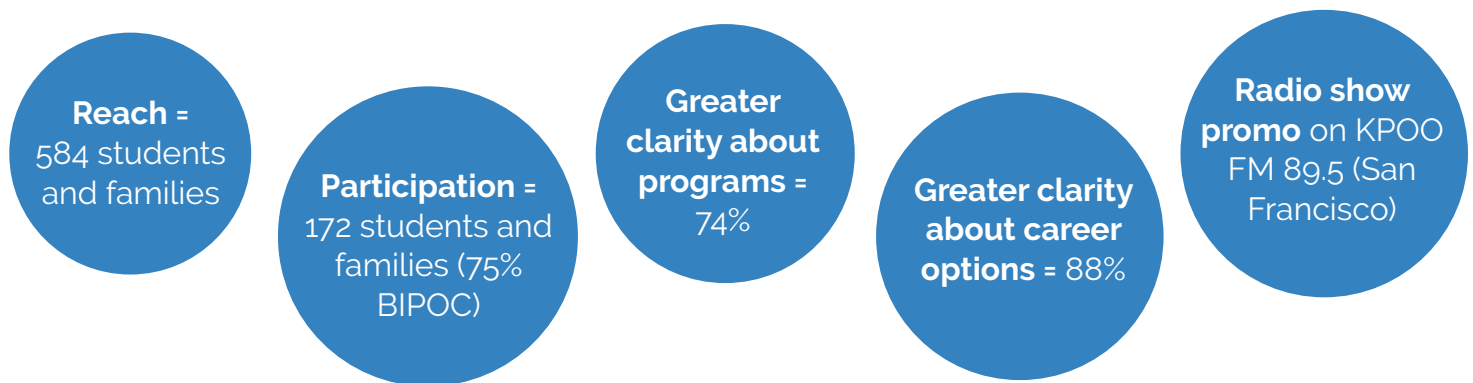 Reach =
584 students
and families
Participation =
172 students and
families (75%
BIPOC)
Greater
clarity about
programs =
74%
Greater clarity
about career
options = 88%
Radio show
promo on KPOO
FM 89.5 (San
Francisco)